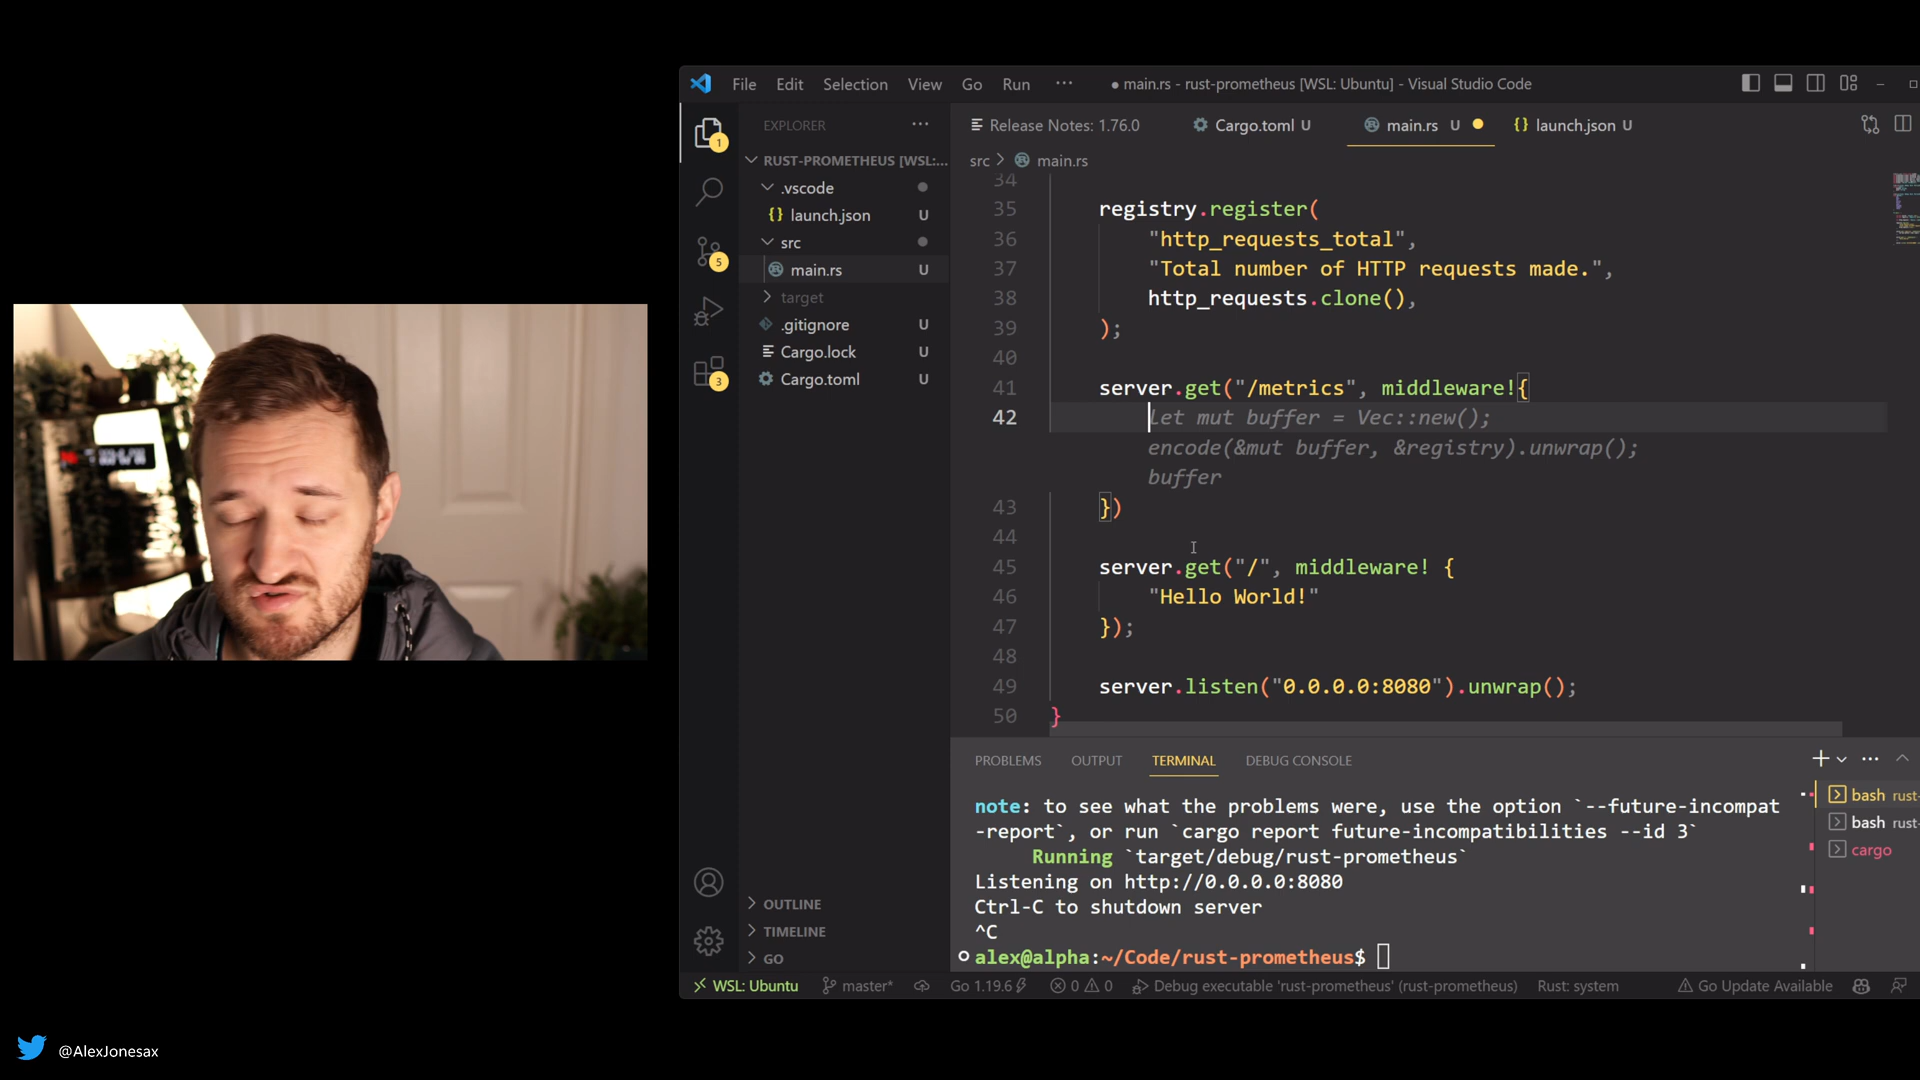 File Edit Selection View Go Run ··· ● main.rs - rust-prometheus [WSL: Ubuntu] - Visual Studio Code
EXPLORER ···
RUST-PROMETHEUS [WSL:...
.vscode
{} launch.json U
src
main.rs U
target
.gitignore U
Cargo.lock U
Cargo.toml U
OUTLINE
TIMELINE
GO
1
5
3
Release Notes: 1.76.0 Cargo.toml U main.rs U {} launch.json U
src > main.rs
34
35 registry.register(
36 "http_requests_total",
37 "Total number of HTTP requests made.",
38 http_requests.clone(),
39 );
40
41 server.get("/metrics", middleware!{
42 let mut buffer = Vec::new();
encode(&mut buffer, &registry).unwrap();
buffer
43 })
44
45 server.get("/", middleware! {
46 "Hello World!"
47 });
48
49 server.listen("0.0.0.0:8080").unwrap();
50 }
PROBLEMS OUTPUT TERMINAL DEBUG CONSOLE
note: to see what the problems were, use the option `--future-incompat
-report`, or run `cargo report future-incompatibilities --id 3`
Running `target/debug/rust-prometheus`
Listening on http://0.0.0.0:8080
Ctrl-C to shutdown server
^C
alex@alpha:~/Code/rust-prometheus$
bash rust-
bash rust-
cargo
WSL: Ubuntu master* Go 1.19.6 0 0 Debug executable 'rust-prometheus' (rust-prometheus) Rust: system Go Update Available
@AlexJonesax